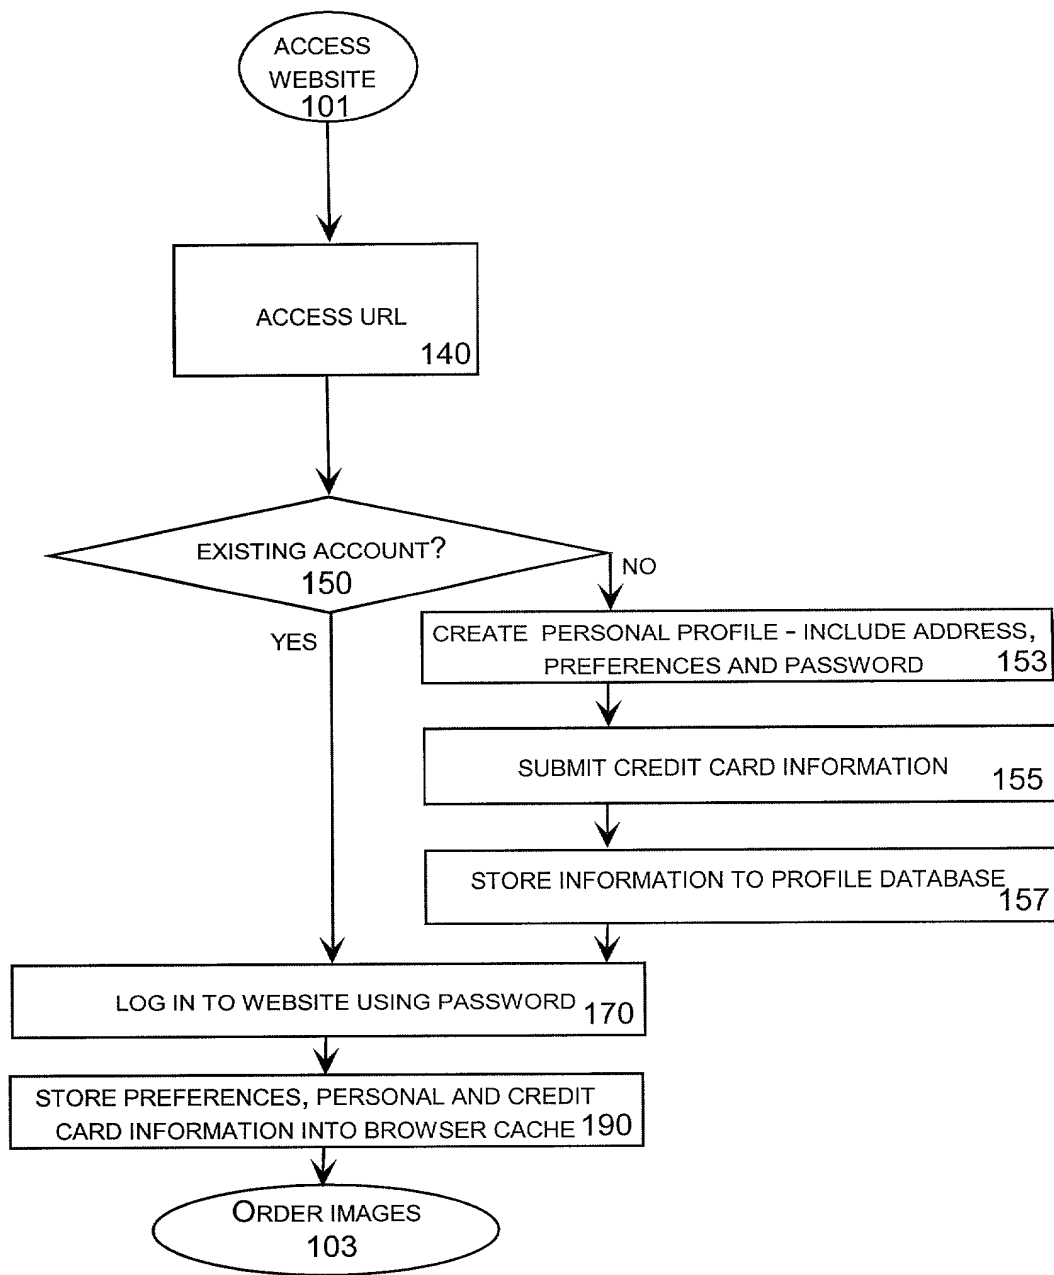 ACCESS
WEBSITE
101
ACCESS URL
140
EXISTING ACCOUNT?
150
NO
YES
CREATE PERSONAL PROFILE - INCLUDE ADDRESS,
PREFERENCES AND PASSWORD 153
SUBMIT CREDIT CARD INFORMATION 155
STORE INFORMATION TO PROFILE DATABASE
157
LOG IN TO WEBSITE USING PASSWORD 170
STORE PREFERENCES, PERSONAL AND CREDIT
CARD INFORMATION INTO BROWSER CACHE 190
ORDER IMAGES
103